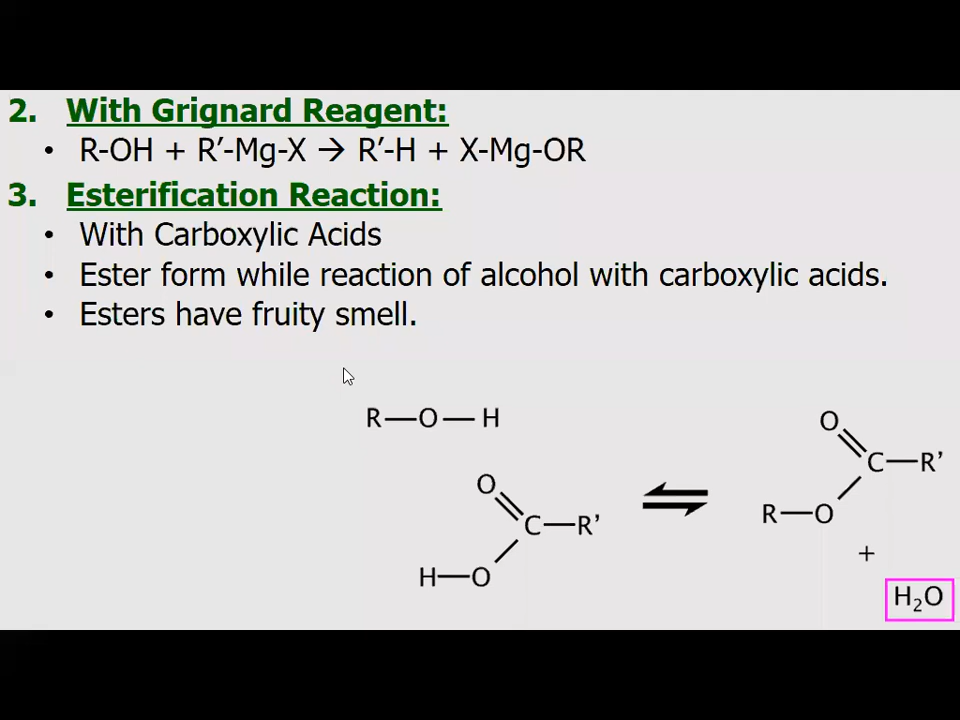 2. With Grignard Reagent:
• R-OH + R’-Mg-X → R’-H + X-Mg-OR
3. Esterification Reaction:
• With Carboxylic Acids
• Ester form while reaction of alcohol with carboxylic acids.
• Esters have fruity smell.
R—O—H
O
C—R’
H—O
⇌
O
C—R’
R—O
+
H₂O